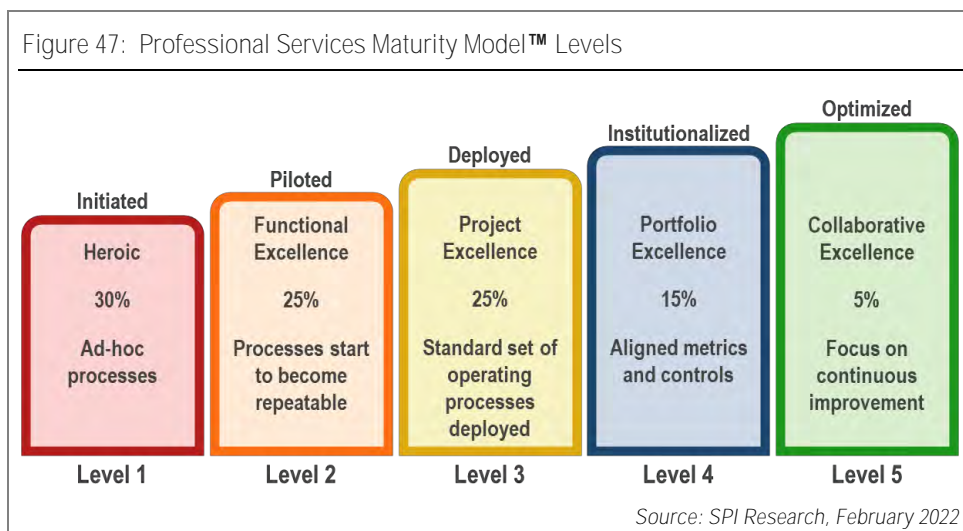 Figure 47: Professional Services Maturity Model™ Levels
Initiated
Heroic
30%
Ad-hoc
processes
Level 1
Piloted
Functional
Excellence
25%
Processes start
to become
repeatable
Level 2
Deployed
Project
Excellence
25%
Standard set of
operating
processes
deployed
Level 3
Institutionalized
Portfolio
Excellence
15%
Aligned metrics
and controls
Level 4
Optimized
Collaborative
Excellence
5%
Focus on
continuous
improvement
Level 5
Source: SPI Research, February 2022